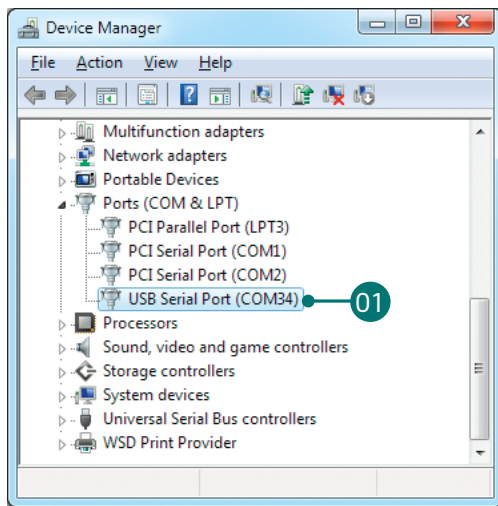 Device Manager
File Action View Help
Multifunction adapters
Network adapters
Portable Devices
Ports (COM & LPT)
PCI Parallel Port (LPT3)
PCI Serial Port (COM1)
PCI Serial Port (COM2)
USB Serial Port (COM34) 01
Processors
Sound, video and game controllers
Storage controllers
System devices
Universal Serial Bus controllers
WSD Print Provider